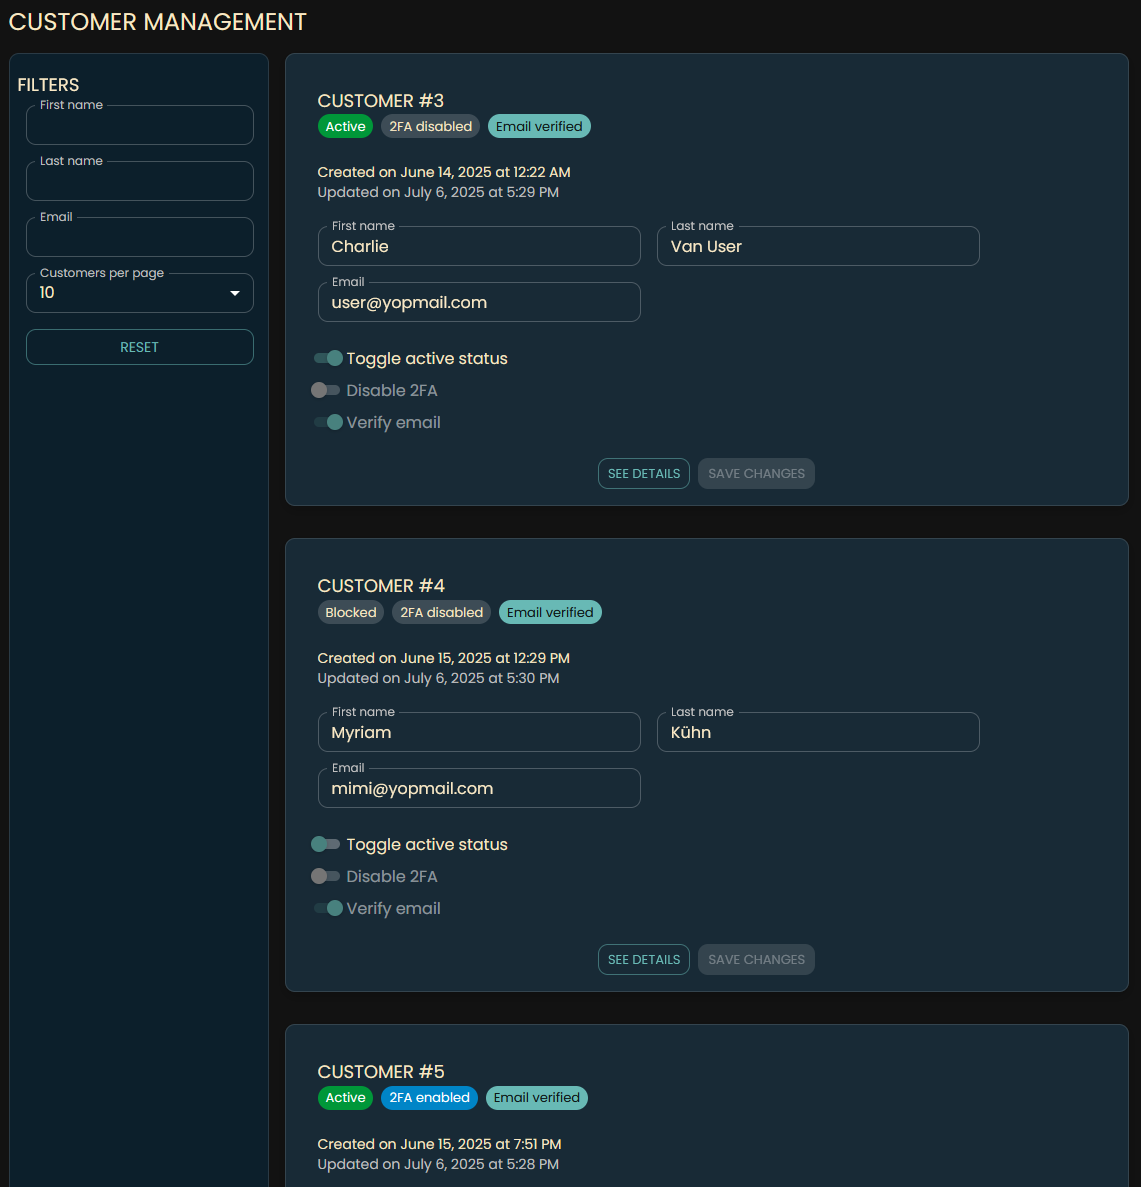 CUSTOMER MANAGEMENT
FILTERS
First name
Last name
Email
Customers per page
10
RESET
CUSTOMER #3
Active 2FA disabled Email verified
Created on June 14, 2025 at 12:22 AM
Updated on July 6, 2025 at 5:29 PM
First name Last name
Charlie Van User
Email
user@yopmail.com
Toggle active status
Disable 2FA
Verify email
SEE DETAILS SAVE CHANGES
CUSTOMER #4
Blocked 2FA disabled Email verified
Created on June 15, 2025 at 12:29 PM
Updated on July 6, 2025 at 5:30 PM
First name Last name
Myriam Kühn
Email
mimi@yopmail.com
Toggle active status
Disable 2FA
Verify email
SEE DETAILS SAVE CHANGES
CUSTOMER #5
Active 2FA enabled Email verified
Created on June 15, 2025 at 7:51 PM
Updated on July 6, 2025 at 5:28 PM